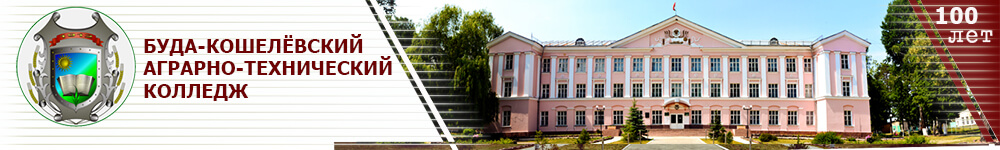 БУДА-КОШЕЛЁВСКИЙ
АГРАРНО-ТЕХНИЧЕСКИЙ
КОЛЛЕДЖ
100
лет